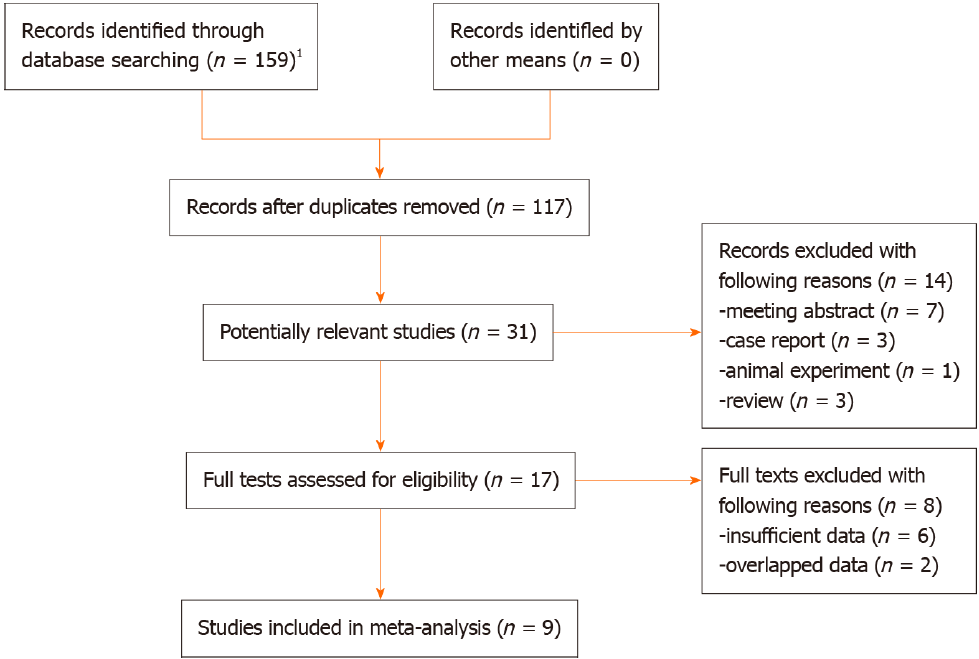 Records identified through
database searching (n = 159)¹
Records identifled by
other means (n = 0)
Records after duplicates removed (n = 117)
Potentially relevant studies (n = 31)
Records excluded with
following reasons (n = 14)
-meeting abstract (n = 7)
-case report (n = 3)
-animal experiment (n = 1)
-review (n = 3)
Full tests assessed for eligibility (n = 17)
Full texts excluded with
following reasons (n = 8)
-insufficient data (n = 6)
-overlapped data (n = 2)
Studies included in meta-analysis (n = 9)